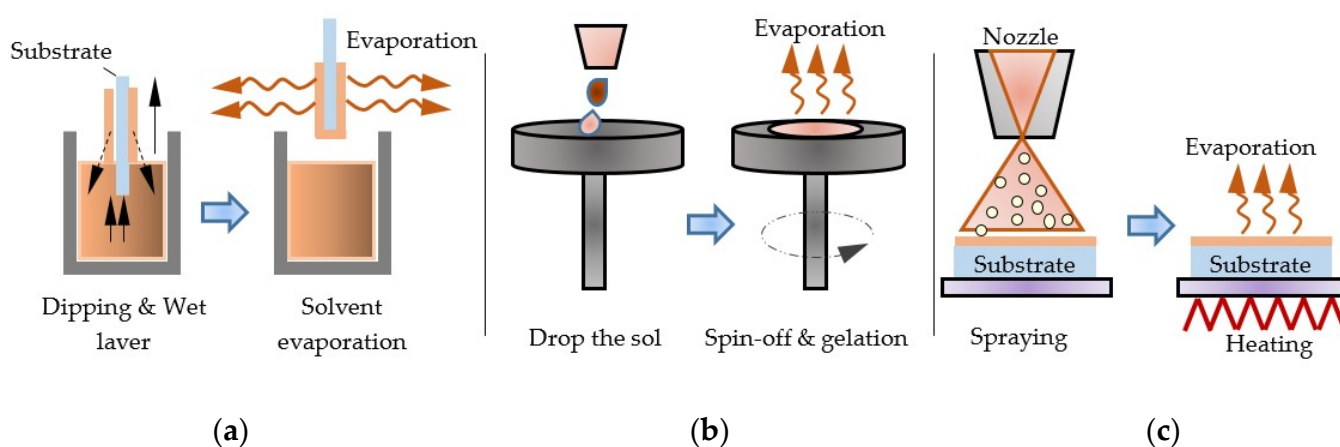 Substrate
Evaporation
Dipping & Wet
laver
Solvent
evaporation
(a)
Evaporation
Drop the sol
Spin-off & gelation
(b)
Nozzle
Evaporation
Substrate
Substrate
Spraying
Heating
(c)